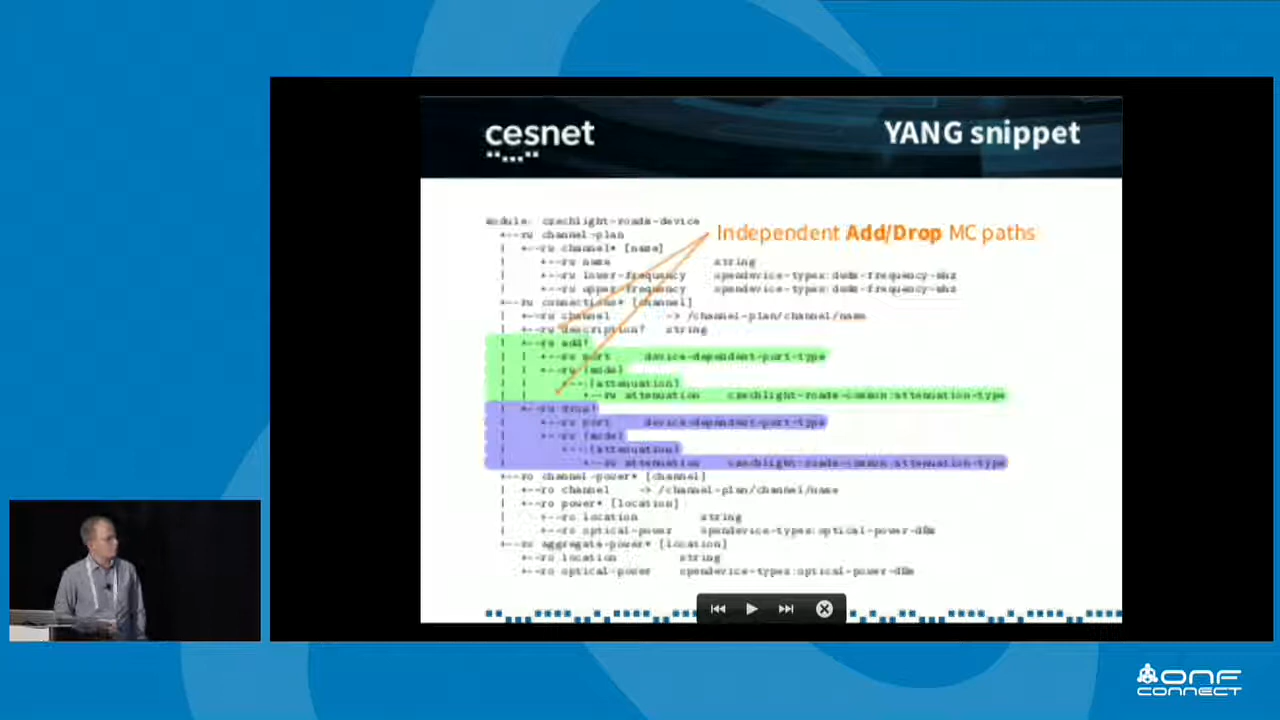 cesnet
YANG snippet
module: czechlight-roadm-device
+--rw channel-plan
| +--rw channel* [name]
| +--rw name string
| +--rw lower-frequency opendevice-types:dwdm-frequency-mhz
| +--rw upper-frequency opendevice-types:dwdm-frequency-mhz
+--rw connections* [channel]
| +--rw channel -> /channel-plan/channel/name
| +--rw description? string
| +--rw add!
| | +--rw port device-dependent-port-type
| | +--rw (mode)
| | +--:(attenuation)
| | +--rw attenuation czechlight-roadm-common:attenuation-type
| +--rw drop!
| +--rw port device-dependent-port-type
| +--rw (mode)
| +--:(attenuation)
| +--rw attenuation czechlight-roadm-common:attenuation-type
+--ro channel-power* [channel]
| +--ro channel -> /channel-plan/channel/name
| +--ro power* [location]
| +--ro location string
| +--ro optical-power opendevice-types:optical-power-dBm
+--ro aggregate-power* [location]
+--ro location string
+--ro optical-power opendevice-types:optical-power-dBm
Independent Add/Drop MC paths
ONF
CONNECT